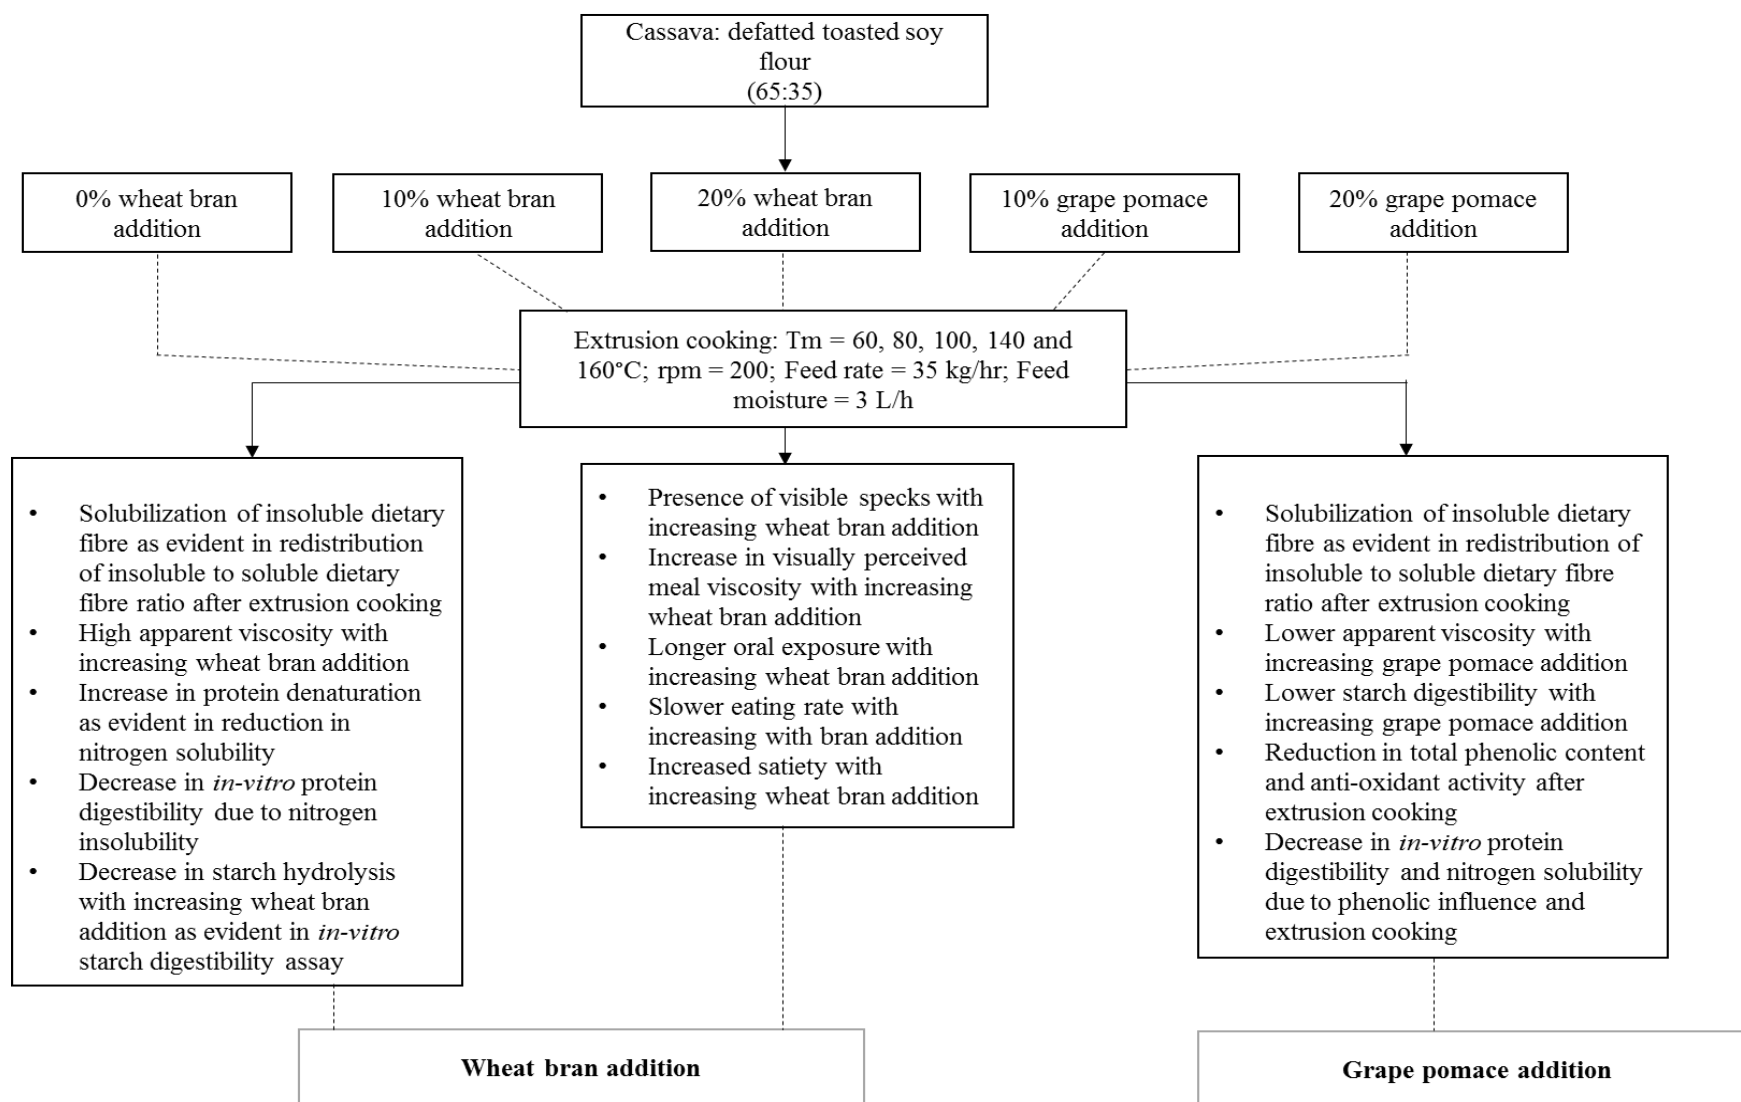 Cassava: defatted toasted soy
flour
(65:35)
0% wheat bran
addition
10% wheat bran
addition
20% wheat bran
addition
10% grape pomace
addition
20% grape pomace
addition
Extrusion cooking: Tm = 60, 80, 100, 140 and
160°C; rpm = 200; Feed rate = 35 kg/hr; Feed
moisture = 3 L/h
• Solubilization of insoluble dietary
fibre as evident in redistribution
of insoluble to soluble dietary
fibre ratio after extrusion cooking
• High apparent viscosity with
increasing wheat bran addition
• Increase in protein denaturation
as evident in reduction in
nitrogen solubility
• Decrease in in-vitro protein
digestibility due to nitrogen
insolubility
• Decrease in starch hydrolysis
with increasing wheat bran
addition as evident in in-vitro
starch digestibility assay
• Presence of visible specks with
increasing wheat bran addition
• Increase in visually perceived
meal viscosity with increasing
wheat bran addition
• Longer oral exposure with
increasing wheat bran addition
• Slower eating rate with
increasing with bran addition
• Increased satiety with
increasing wheat bran addition
• Solubilization of insoluble dietary
fibre as evident in redistribution of
insoluble to soluble dietary fibre
ratio after extrusion cooking
• Lower apparent viscosity with
increasing grape pomace addition
• Lower starch digestibility with
increasing grape pomace addition
• Reduction in total phenolic content
and anti-oxidant activity after
extrusion cooking
• Decrease in in-vitro protein
digestibility and nitrogen solubility
due to phenolic influence and
extrusion cooking
Wheat bran addition
Grape pomace addition